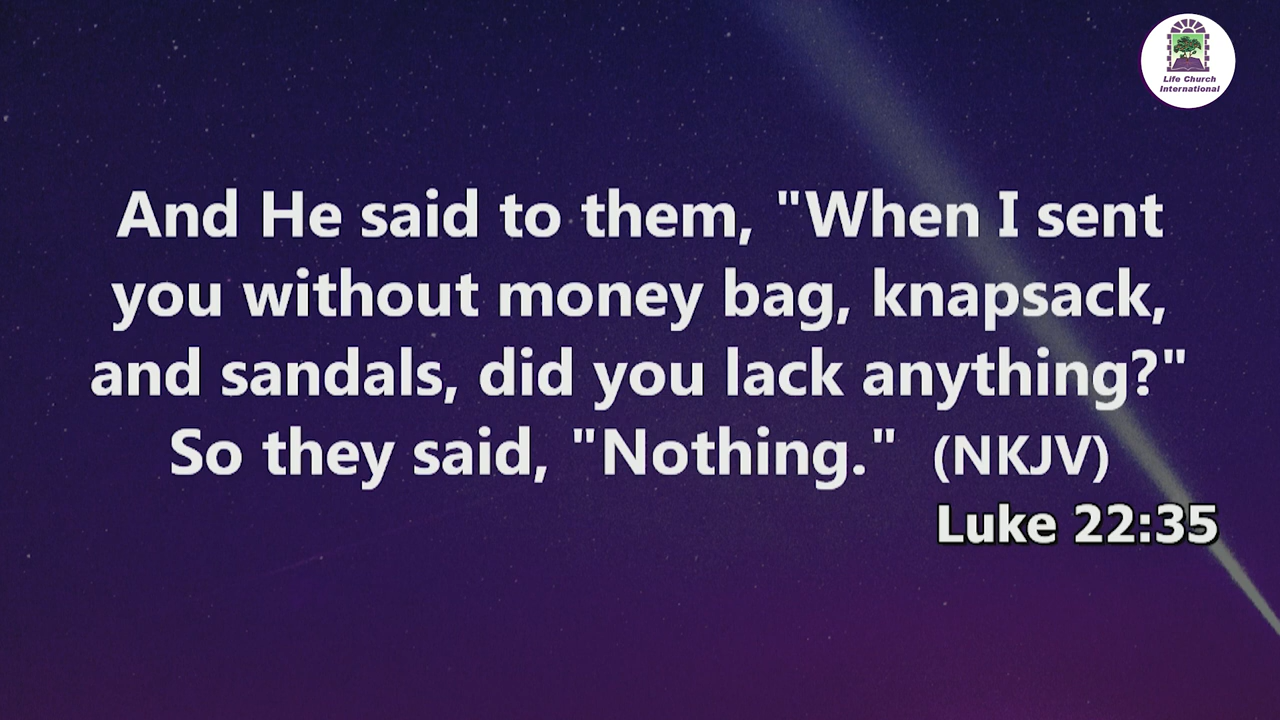 Life Church
International
And He said to them, "When I sent
you without money bag, knapsack,
and sandals, did you lack anything?"
So they said, "Nothing." (NKJV)
Luke 22:35